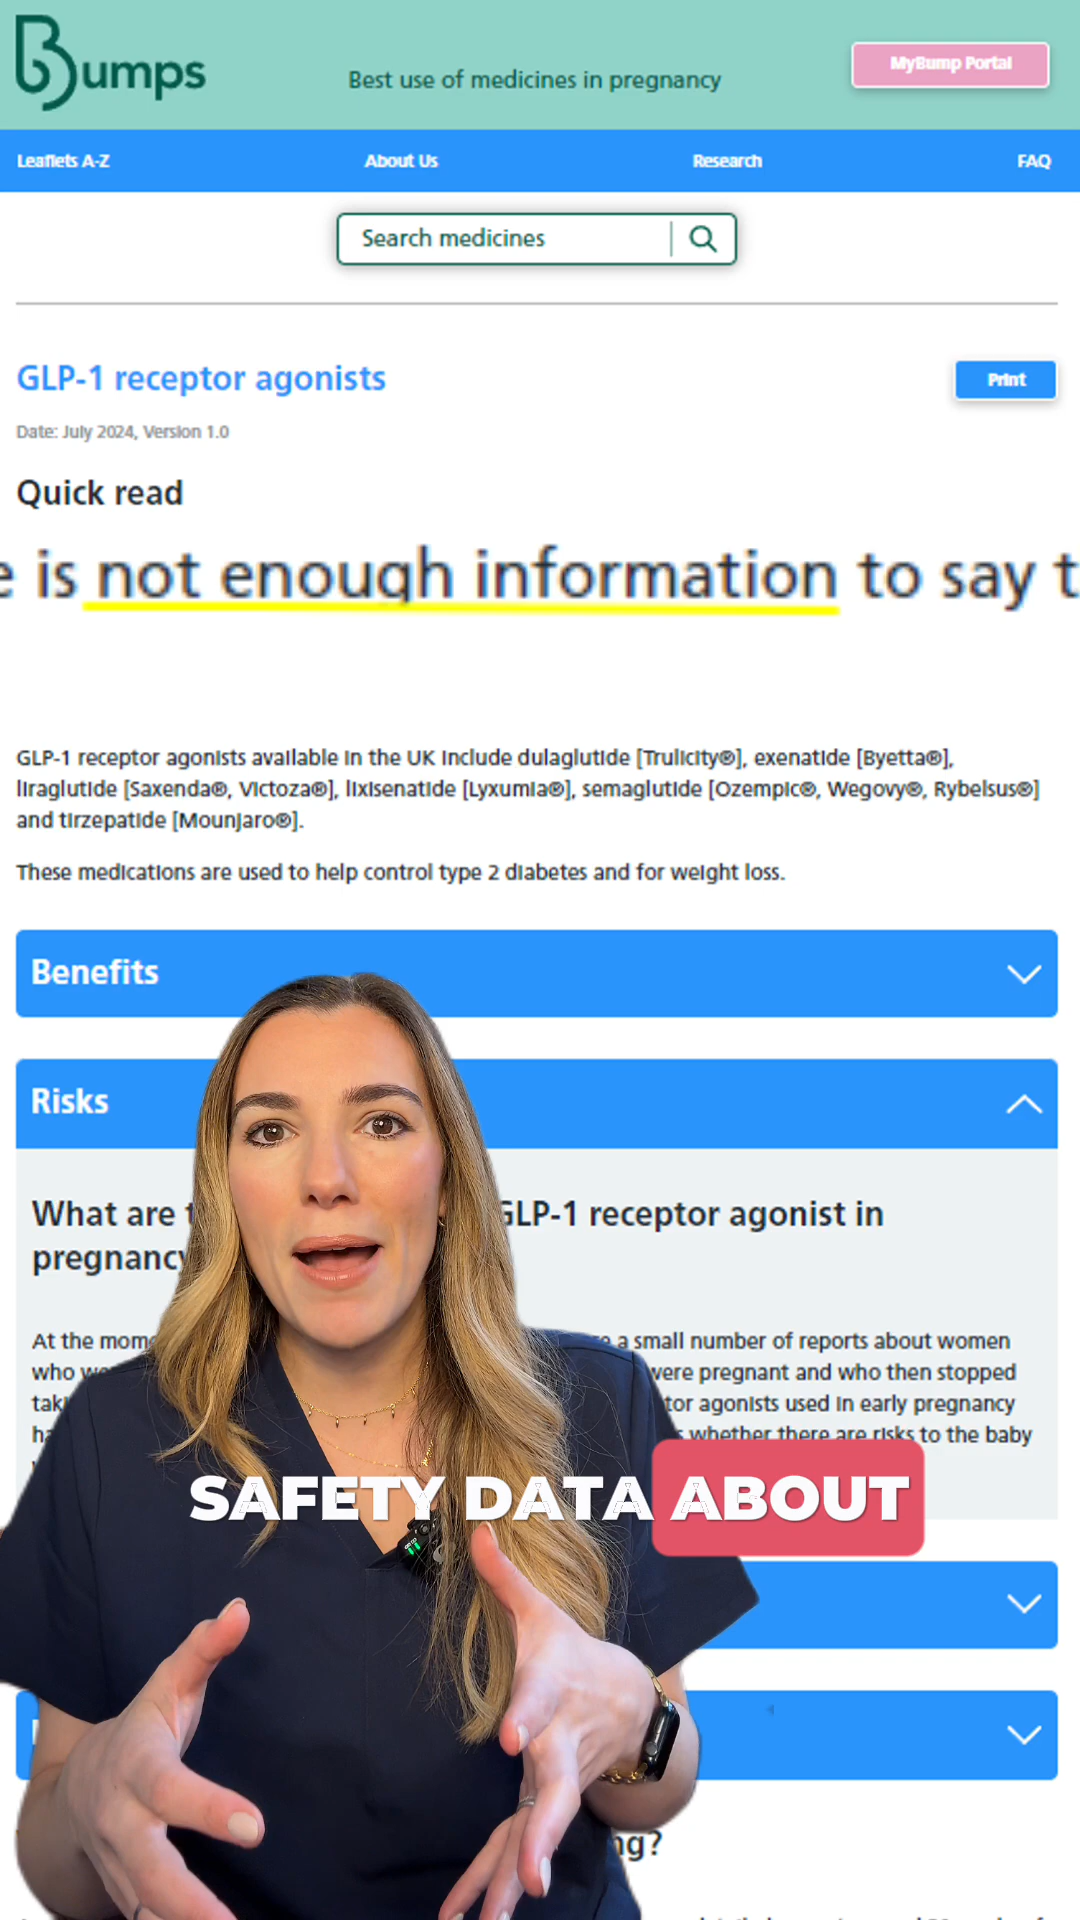 Bumps
Best use of medicines in pregnancy
MyBump Portal
Leaflets A-Z
About Us
Research
FAQ
Search medicines
GLP-1 receptor agonists
Print
Date: July 2024, Version 1.0
Quick read
e is not enough information to say t
GLP-1 receptor agonists available in the UK include dulaglutide [Trulicity®], exenatide [Byetta®],
liraglutide [Saxenda®, Victoza®], lixisenatide [Lyxumia®], semaglutide [Ozempic®, Wegovy®, Rybelsus®]
and tirzepatide [Mounjaro®].
These medications are used to help control type 2 diabetes and for weight loss.
Benefits
Risks
What are GLP-1 receptor agonist in
pregnancy
At the mom a small number of reports about women
who we were pregnant and who then stopped
taki tor agonists used in early pregnancy
ha whether there are risks to the baby
SAFETY DATA ABOUT
ng?